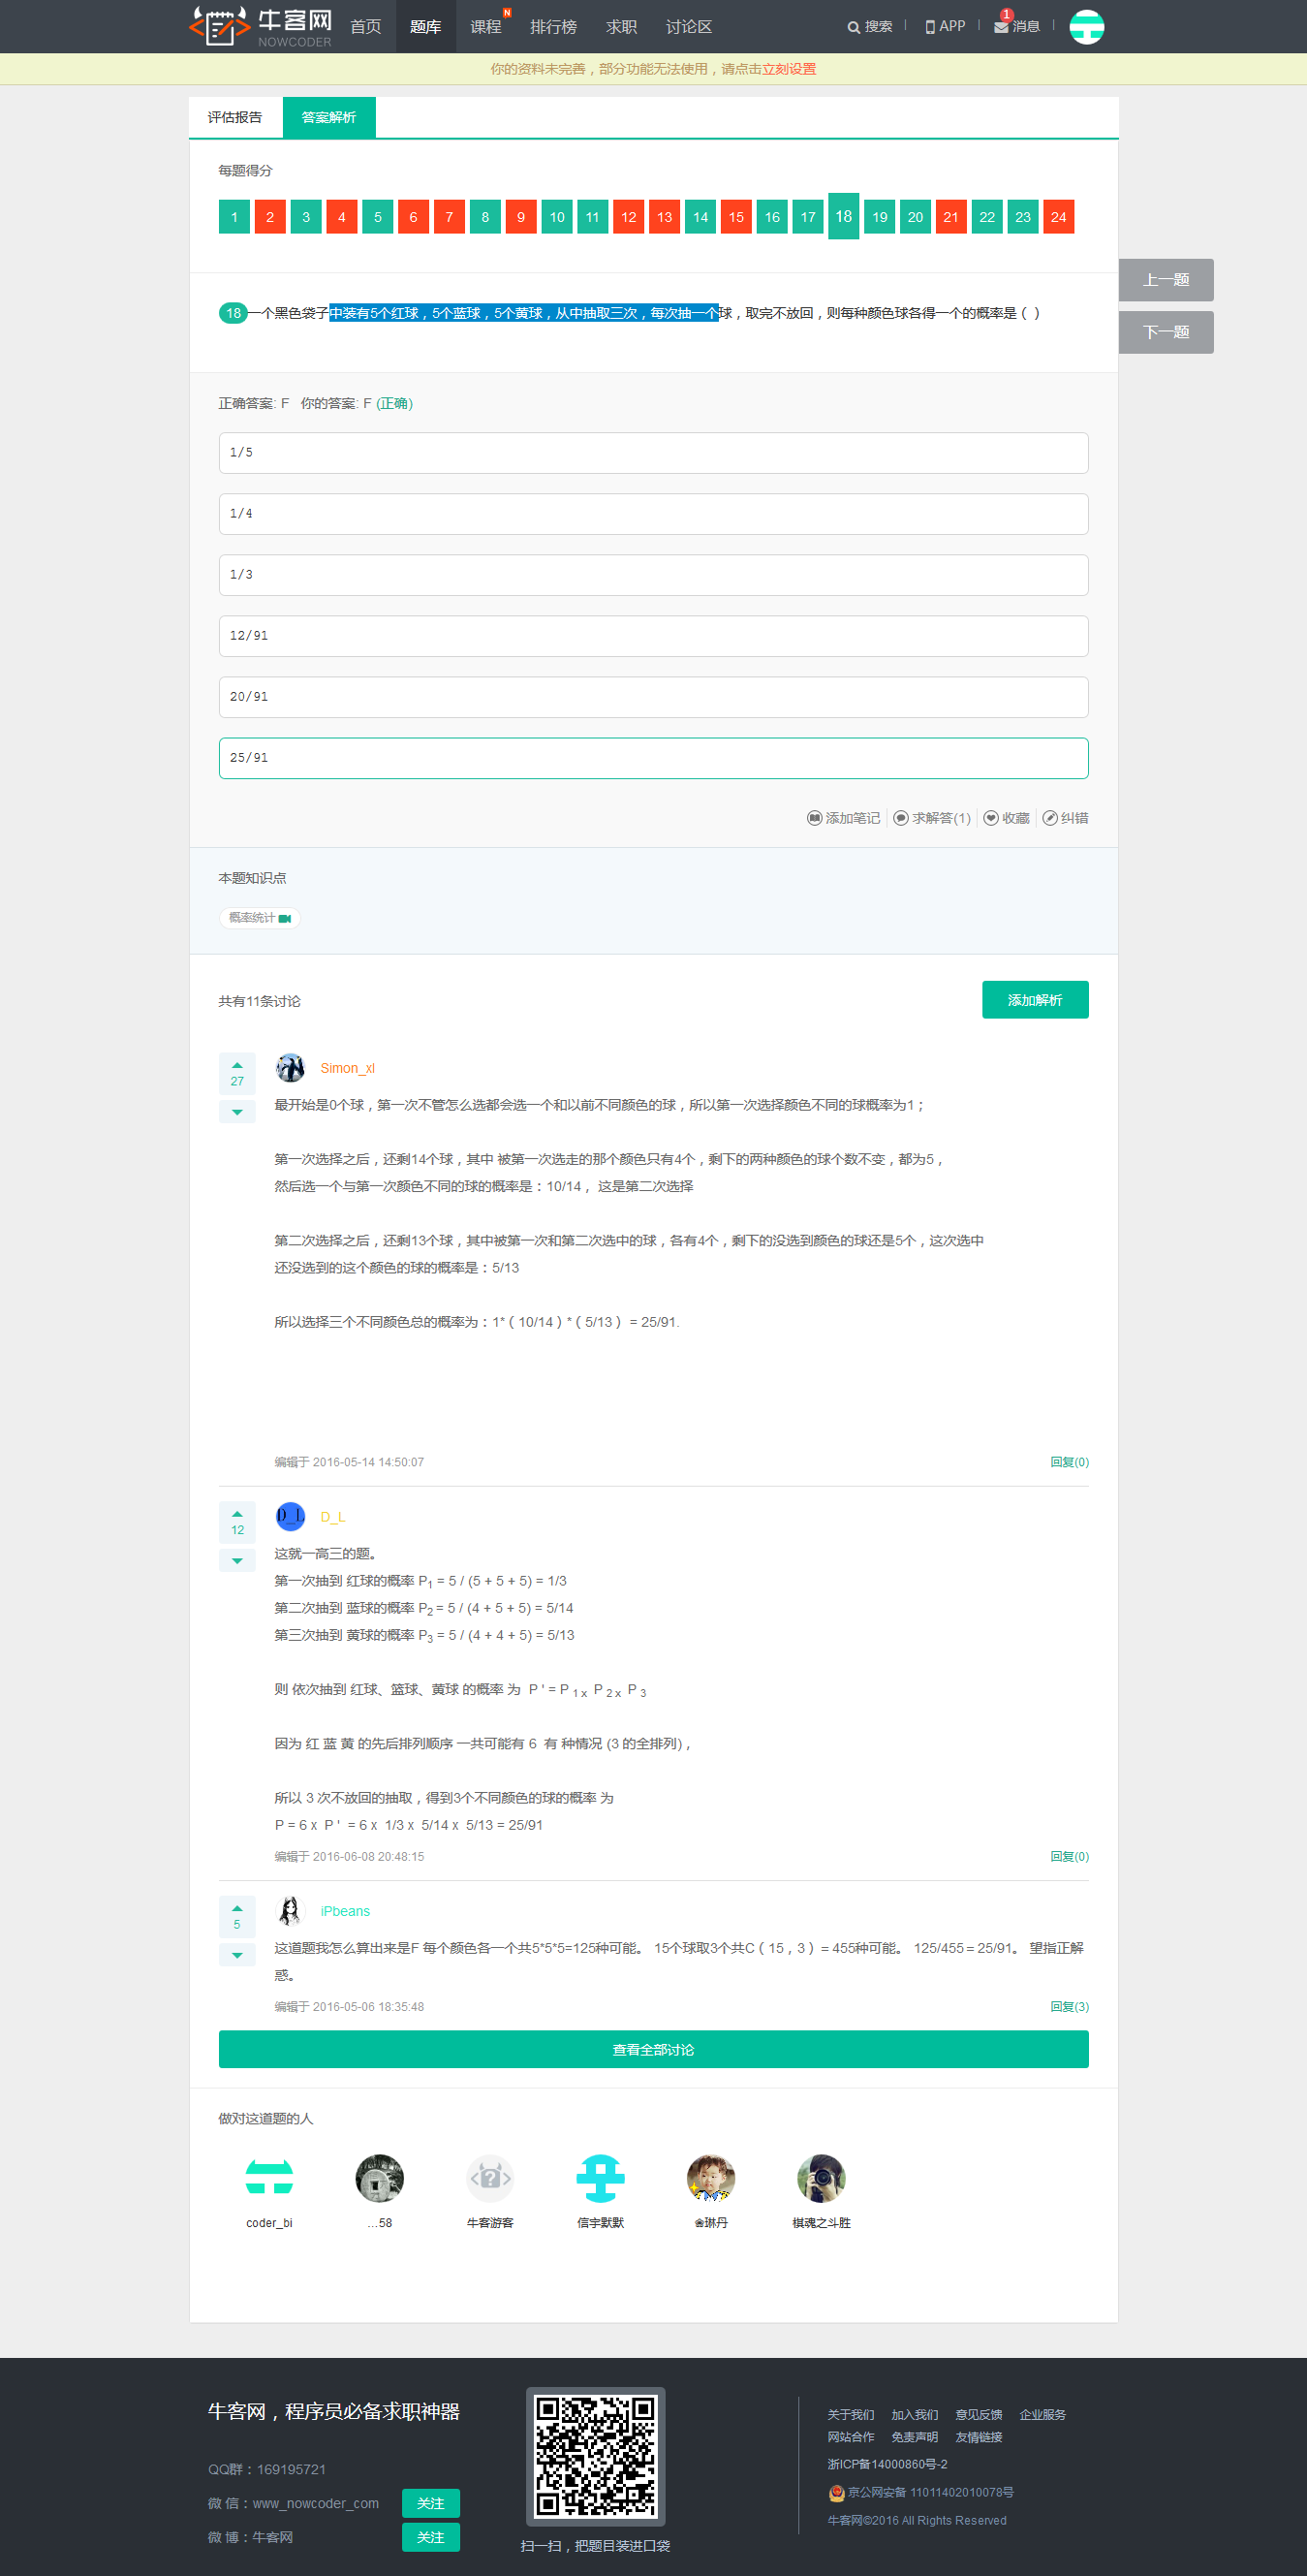 牛客网
NOWCODER
首页
题库
课程
N
排行榜
求职
讨论区
搜索
APP
1
消息
你的资料未完善，部分功能无法使用，请点击立刻设置
评估报告
答案解析
每题得分
1 2 3 4 5 6 7 8 9 10 11 12 13 14 15 16 17 18 19 20 21 22 23 24
上一题
下一题
18 一个黑色袋子中装有5个红球，5个蓝球，5个黄球，从中抽取三次，每次抽一个球，取完不放回，则每种颜色球各得一个的概率是（ ）
正确答案: F 你的答案: F (正确)
1/5
1/4
1/3
12/91
20/91
25/91
添加笔记
求解答(1)
收藏
纠错
本题知识点
概率统计
共有11条讨论
添加解析
27
Simon_xl
最开始是0个球，第一次不管怎么选都会选一个和以前不同颜色的球，所以第一次选择颜色不同的球概率为1；
第一次选择之后，还剩14个球，其中 被第一次选走的那个颜色只有4个，剩下的两种颜色的球个数不变，都为5，
然后选一个与第一次颜色不同的球的概率是：10/14， 这是第二次选择
第二次选择之后，还剩13个球，其中被第一次和第二次选中的球，各有4个，剩下的没选到颜色的球还是5个，这次选中
还没选到的这个颜色的球的概率是：5/13
所以选择三个不同颜色总的概率为：1*（10/14）*（5/13） = 25/91.
编辑于 2016-05-14 14:50:07
回复(0)
12
D_L
D_L
这就一高三的题。
第一次抽到 红球的概率 P1 = 5 / (5 + 5 + 5) = 1/3
第二次抽到 蓝球的概率 P2 = 5 / (4 + 5 + 5) = 5/14
第三次抽到 黄球的概率 P3 = 5 / (4 + 4 + 5) = 5/13
则 依次抽到 红球、篮球、黄球 的概率 为 P ' = P 1 x P 2 x P 3
因为 红 蓝 黄 的先后排列顺序 一共可能有 6 有 种情况 (3 的全排列)，
所以 3 次不放回的抽取，得到3个不同颜色的球的概率 为
P = 6 x P ' = 6 x 1/3 x 5/14 x 5/13 = 25/91
编辑于 2016-06-08 20:48:15
回复(0)
5
iPbeans
这道题我怎么算出来是F 每个颜色各一个共5*5*5=125种可能。 15个球取3个共C（15，3）= 455种可能。 125/455 = 25/91。 望指正解
惑。
编辑于 2016-05-06 18:35:48
回复(3)
查看全部讨论
做对这道题的人
coder_bi
...58
牛客游客
信宇默默
❀琳丹
棋魂之斗胜
牛客网，程序员必备求职神器
QQ群：169195721
微 信：www_nowcoder_com
关注
微 博：牛客网
关注
扫一扫，把题目装进口袋
关于我们 加入我们 意见反馈 企业服务
网站合作 免责声明 友情链接
浙ICP备14000860号-2
京公网安备 11011402010078号
牛客网©2016 All Rights Reserved